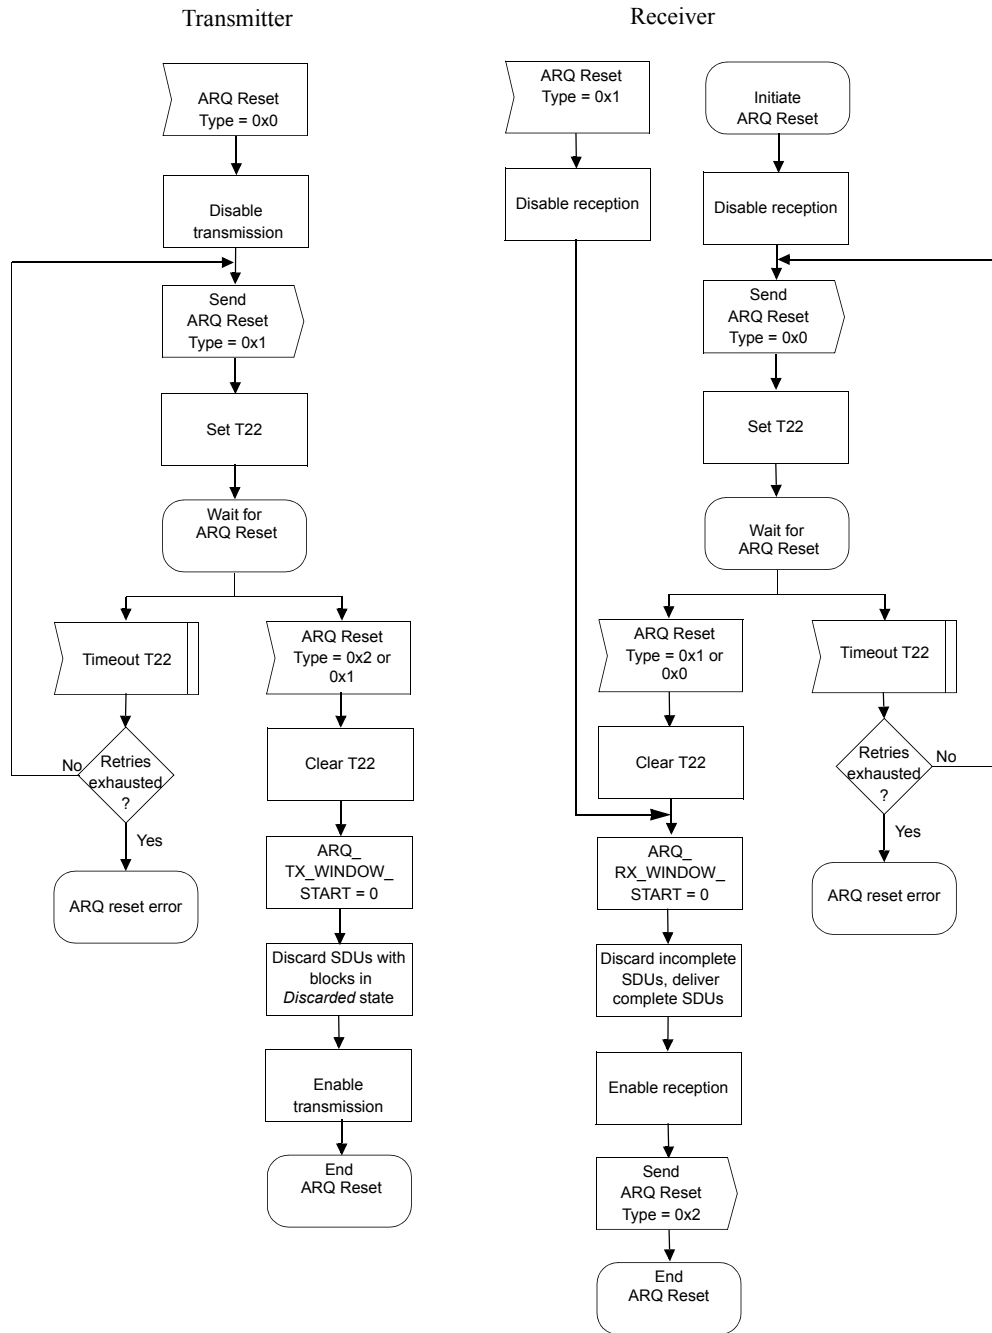 Transmitter
ARQ Reset
Type = 0x0
Disable
transmission
Send
ARQ Reset
Type = 0x1
Set T22
Wait for
ARQ Reset
Timeout T22
ARQ Reset
Type = 0x2 or
0x1
Clear T22
No
Retries
exhausted
?
Yes
ARQ reset error
ARQ_
TX_WINDOW_
START = 0
Discard SDUs with
blocks in
Discarded state
Enable
transmission
End
ARQ Reset
Receiver
ARQ Reset
Type = 0x1
Disable reception
Initiate
ARQ Reset
Disable reception
Send
ARQ Reset
Type = 0x0
Set T22
Wait for
ARQ Reset
ARQ Reset
Type = 0x1 or
0x0
Clear T22
Timeout T22
Retries
exhausted
?
No
Yes
ARQ reset error
ARQ_
RX_WINDOW_
START = 0
Discard incomplete
SDUs, deliver
complete SDUs
Enable reception
Send
ARQ Reset
Type = 0x2
End
ARQ Reset